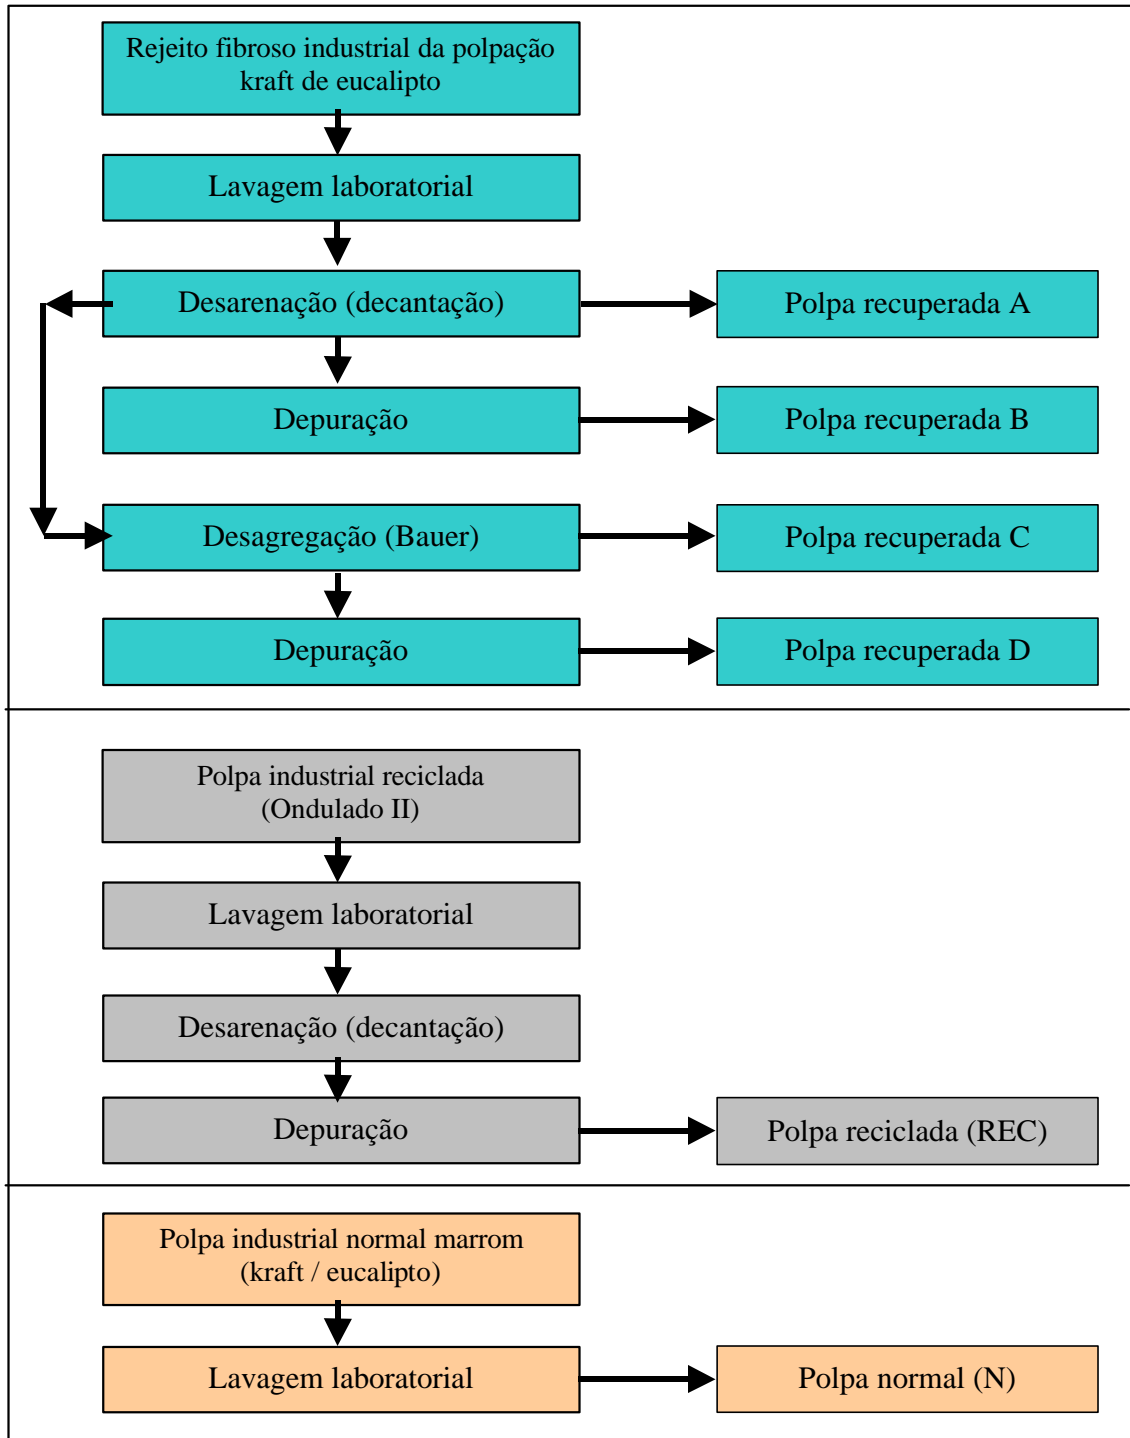 Rejeito fibroso industrial da polpação
kraft de eucalipto
Lavagem laboratorial
Desarenação (decantação)
Polpa recuperada A
Depuração
Polpa recuperada B
Desagregação (Bauer)
Polpa recuperada C
Depuração
Polpa recuperada D
Polpa industrial reciclada
(Ondulado II)
Lavagem laboratorial
Desarenação (decantação)
Depuração
Polpa reciclada (REC)
Polpa industrial normal marrom
(kraft / eucalipto)
Lavagem laboratorial
Polpa normal (N)